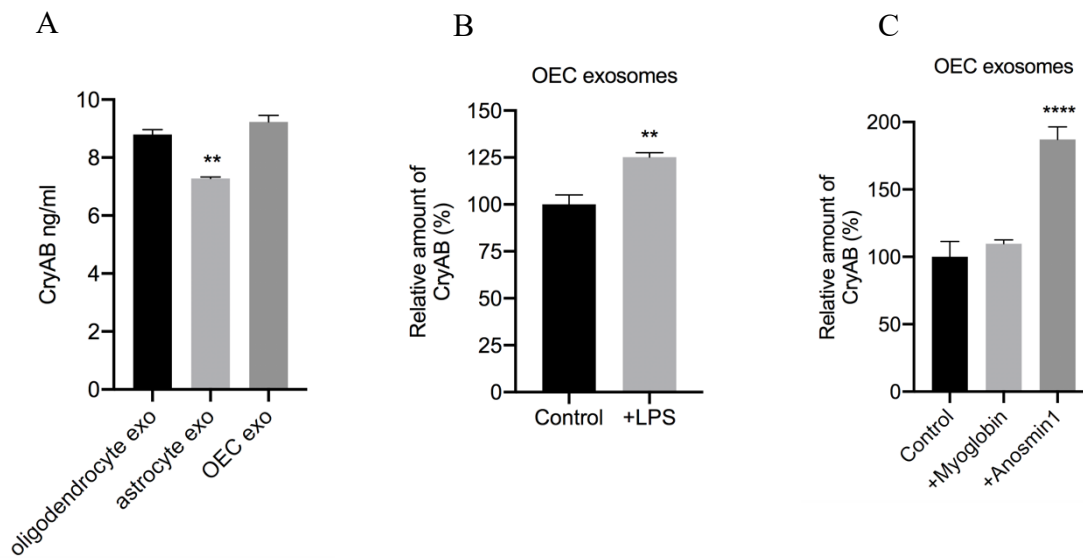 A
10
8
6
4
2
0
CryAB ng/ml
**
oligodendrocyte exo
astrocyte exo
OEC exo
B
OEC exosomes
150
125
100
75
50
25
0
Relative amount of
CryAB (%)
**
Control
+LPS
C
OEC exosomes
200
150
100
50
0
Relative amount of
CryAB (%)
****
Control
+Myoglobin
+Anosmin1